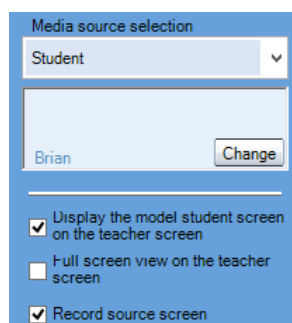 Media source selection
Student
Brian
Change
Display the model student screen
on the teacher screen
Full screen view on the teacher
screen
Record source screen